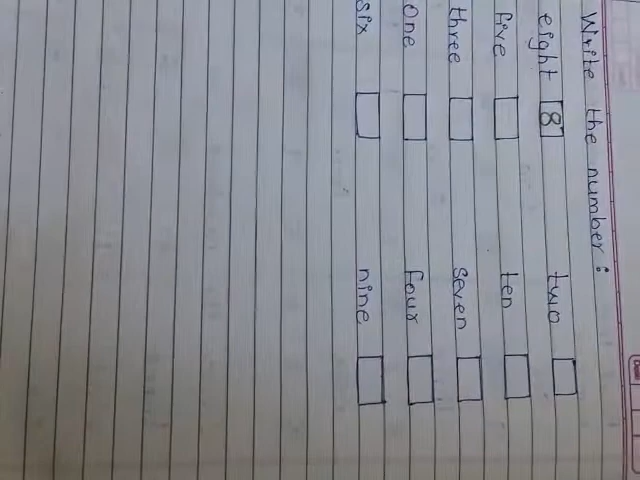 Write the number:
eight 8 two
five ten
three seven
one four
six nine